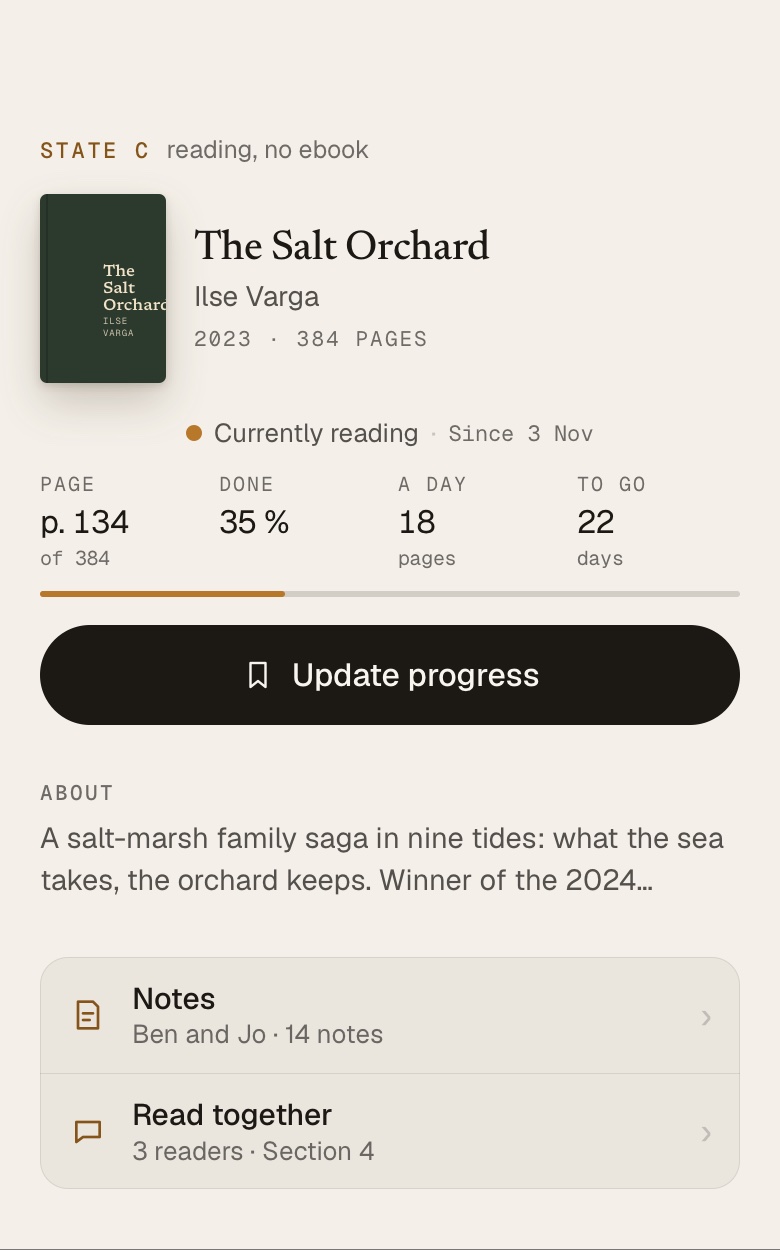 STATE C reading, no ebook
The
Salt
Orchard
ILSE
VARGA
The Salt Orchard
Ilse Varga
2023 · 384 PAGES
Currently reading · Since 3 Nov
PAGE DONE A DAY TO GO
p. 134 35 % 18 22
of 384 pages days
Update progress
ABOUT
A salt-marsh family saga in nine tides: what the sea
takes, the orchard keeps. Winner of the 2024…
Notes
Ben and Jo · 14 notes
Read together
3 readers · Section 4